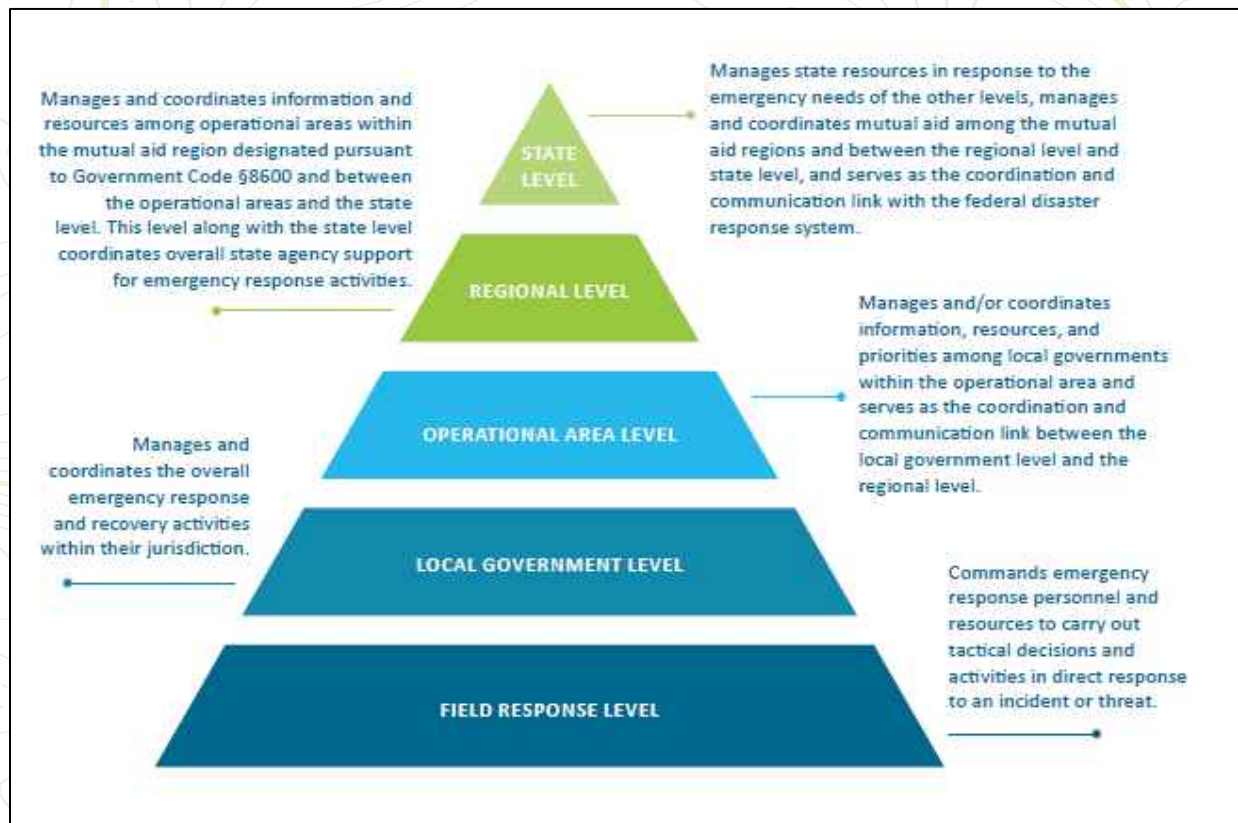 Manages state resources in response to the
emergency needs of the other levels, manages
and coordinates mutual aid among the mutual
aid regions and between the regional level and
state level, and serves as the coordination and
communication link with the federal disaster
response system.
Manages and coordinates information and
resources among operational areas within
the mutual aid region designated pursuant
to Government Code §8600 and between
the operational areas and the state
level. This level along with the state level
coordinates overall state agency support
for emergency response activities.
STATE
LEVEL
REGIONAL LEVEL
Manages and/or coordinates
information, resources, and
priorities among local governments
within the operational area and
serves as the coordination and
communication link between the
local government level and the
regional level.
OPERATIONAL AREA LEVEL
Manages and
coordinates the overall
emergency response
and recovery activities
within their jurisdiction.
LOCAL GOVERNMENT LEVEL
Commands emergency
response personnel and
resources to carry out
tactical decisions and
activities in direct response
to an incident or threat.
FIELD RESPONSE LEVEL